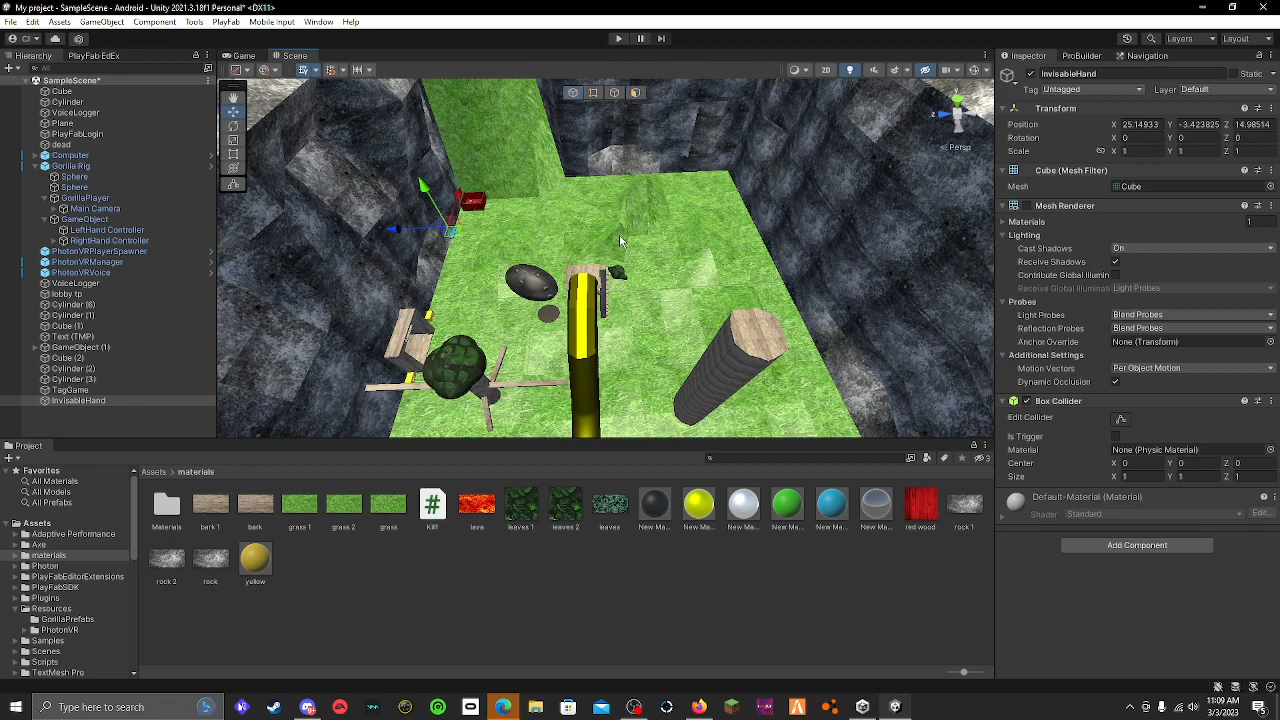 My project - SampleScene - Android - Unity 2021.3.18f1 Personal* <DX11>
File Edit Assets GameObject Component Tools PlayFab Mobile Input Window Help
CI
Layers Layout
Hierarchy PlayFab EdEx
All
SampleScene*
Cube
Cylinder
VoiceLogger
Plane
PlayFabLogin
dead
Computer
Gorilla Rig
Sphere
Sphere
GorillaPlayer
Main Camera
GameObject
LeftHand Controller
RightHand Controller
PhotonVRPlayerSpawner
PhotonVRManager
PhotonVRVoice
VoiceLogger
lobby tp
Cylinder (6)
Cylinder (1)
Cube (1)
Text (TMP)
GameObject (1)
Cube (2)
Cylinder (2)
Cylinder (3)
TagGame
InvisableHand
Game Scene
2D
y
z
Persp
Inspector ProBuilder Navigation
InvisableHand Static
Tag Untagged Layer Default
Transform
Position X 25.14933 Y -3.423825 Z 14.98514
Rotation X 0 Y 0 Z 0
Scale X 1 Y 1 Z 1
Cube (Mesh Filter)
Mesh Cube
Mesh Renderer
Materials 1
Lighting
Cast Shadows On
Receive Shadows
Contribute Global Illumin
Receive Global Illuminati Light Probes
Probes
Light Probes Blend Probes
Reflection Probes Blend Probes
Anchor Override None (Transform)
Additional Settings
Motion Vectors Per Object Motion
Dynamic Occlusion
Box Collider
Edit Collider
Is Trigger
Material None (Physic Material)
Center X 0 Y 0 Z 0
Size X 1 Y 1 Z 1
Default-Material (Material)
Shader Standard Edit...
Add Component
Project
3
Favorites
All Materials
All Models
All Prefabs
Assets
Adaptive Performance
Axe
materials
Photon
PlayFabEditorExtensions
PlayFabSDK
Plugins
Resources
GorillaPrefabs
PhotonVR
Samples
Scenes
Scripts
TextMesh Pro
Assets > materials
Materials bark 1 bark grass 1 grass 2 grass Kill! lava leaves 1 leaves 2 leaves New Ma... New Ma... New Ma... New Ma... New Ma... New Ma... red wood rock 1
rock 2 rock yellow
Type here to search
11:09 AM
3/3/2023